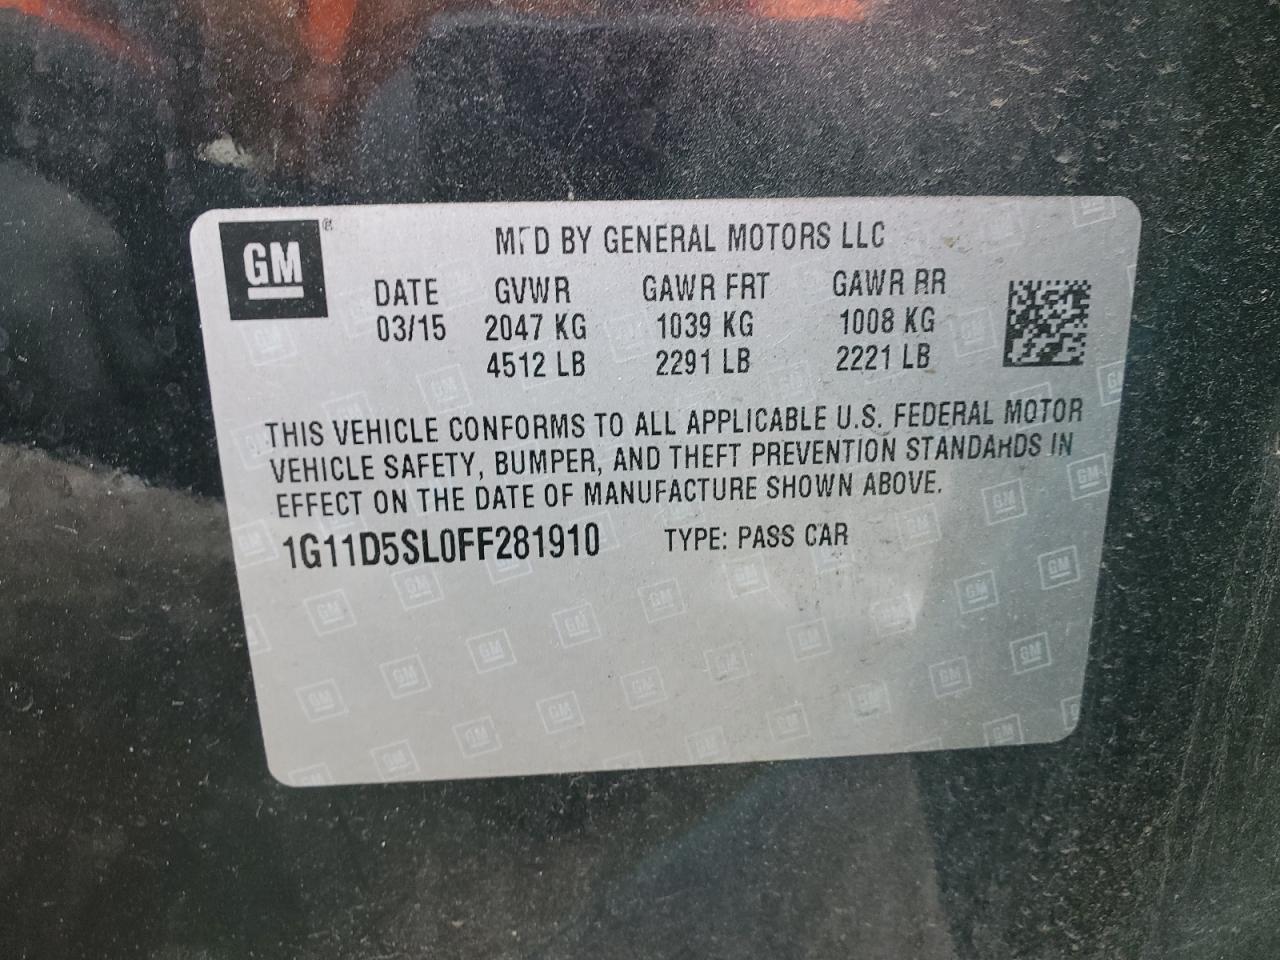 GM ®
MFD BY GENERAL MOTORS LLC
DATE GVWR GAWR FRT GAWR RR
03/15 2047 KG 1039 KG 1008 KG
4512 LB 2291 LB 2221 LB
THIS VEHICLE CONFORMS TO ALL APPLICABLE U.S. FEDERAL MOTOR
VEHICLE SAFETY, BUMPER, AND THEFT PREVENTION STANDARDS IN
EFFECT ON THE DATE OF MANUFACTURE SHOWN ABOVE.
1G11D5SL0FF281910 TYPE: PASS CAR